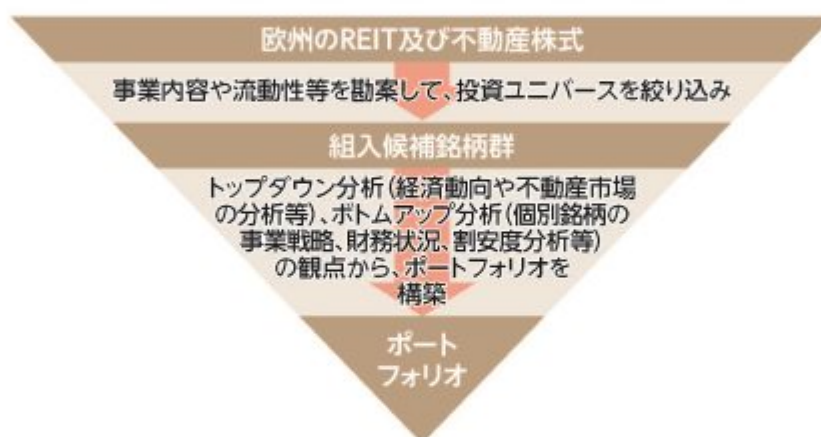 欧州のREIT及び不動産株式
事業内容や流動性等を勘案して、投資ユニバースを絞り込み
組入候補銘柄群
トップダウン分析(経済動向や不動産市場
の分析等)、ボトムアップ分析(個別銘柄の
事業戦略、財務状況、割安度分析等)
の観点から、ポートフォリオを
構築
ポート
フォリオ